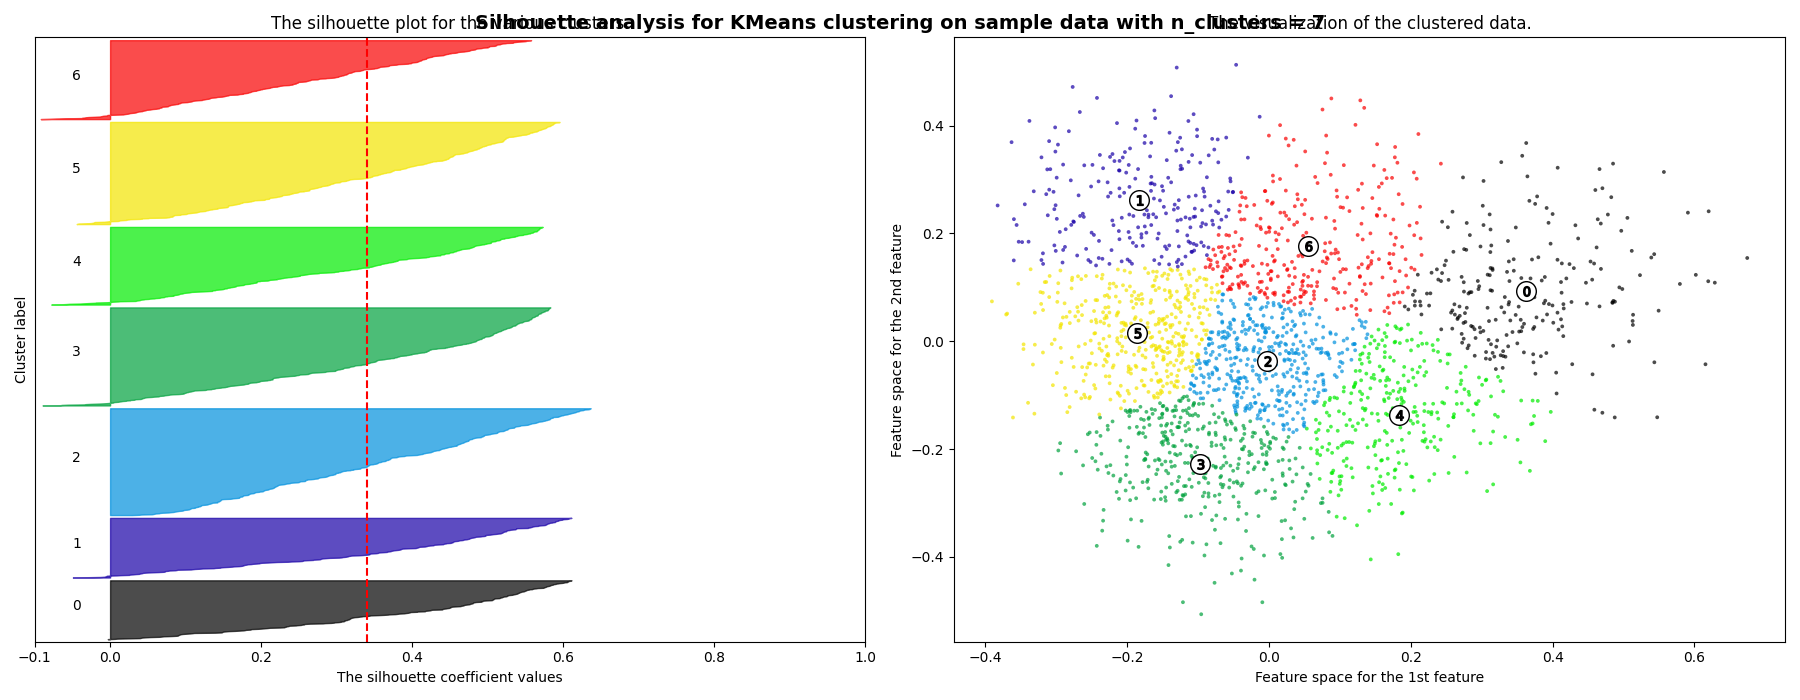 Silhouette analysis for KMeans clustering on sample data with n_clusters = 7
The silhouette plot for the various clusters.
The visualization of the clustered data.
6
5
4
3
2
1
0
Cluster label
−0.1 0.0 0.2 0.4 0.6 0.8 1.0
The silhouette coefficient values
0.4
0.2
0.0
−0.2
−0.4
Feature space for the 2nd feature
1
6
0
5
2
4
3
−0.4 −0.2 0.0 0.2 0.4 0.6
Feature space for the 1st feature